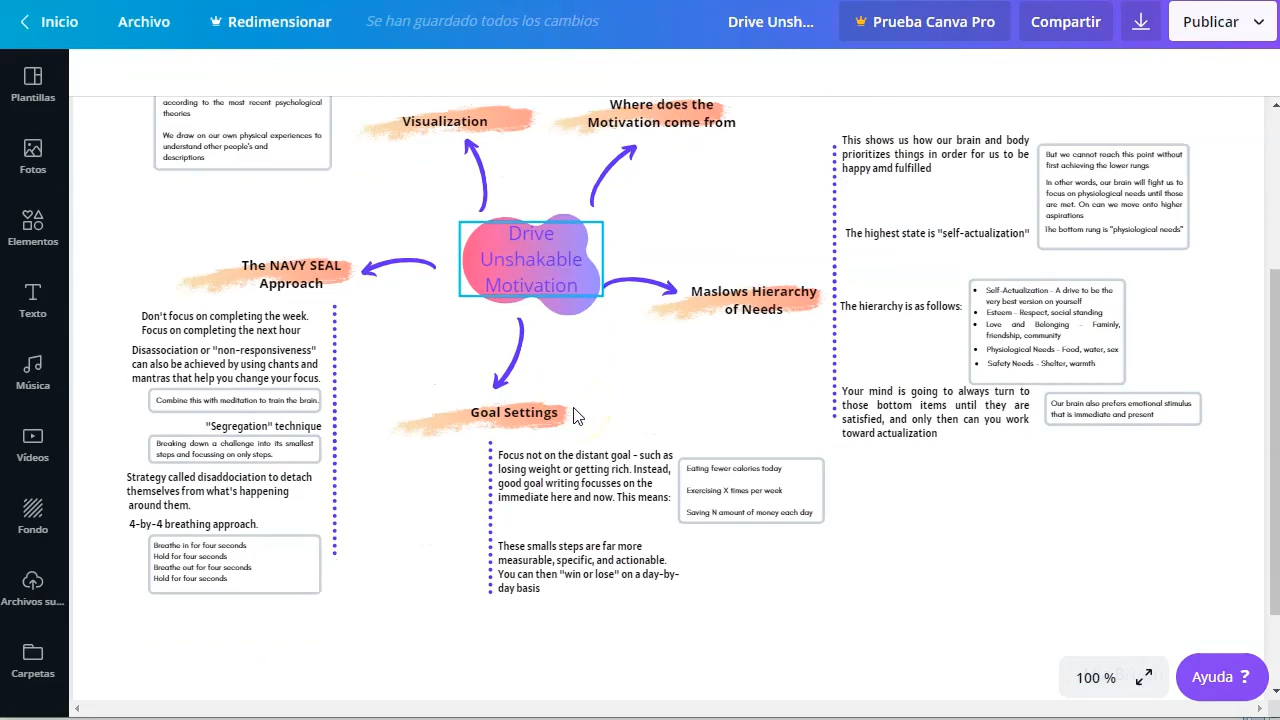 Inicio
Archivo
Redimensionar
Se han guardado todos los cambios
Drive Unsh...
Prueba Canva Pro
Compartir
Publicar
Plantillas
Fotos
Elementos
Texto
Música
Vídeos
Fondo
Archivos su...
Carpetas
according to the most recent psychological
theories
We draw on our own physical experiences to
understand other people's and
descriptions
Visualization
Where does the
Motivation come from
Drive
Unshakable
Motivation
The NAVY SEAL
Approach
Don't focus on completing the week.
Focus on completing the next hour
Disassociation or "non-responsiveness"
can also be achieved by using chants and
mantras that help you change your focus.
Combine this with meditation to train the brain.
"Segregation" technique
Breaking down a challenge into its smallest
steps and focussing on only steps.
Strategy called disaddociation to detach
themselves from what's happening
around them.
4-by-4 breathing approach.
Breathe in for four seconds
Hold for four seconds
Breathe out for four seconds
Hold for four seconds
Goal Settings
Focus not on the distant goal - such as
losing weight or getting rich. Instead,
good goal writing focusses on the
immediate here and now. This means:
Eating fewer calories today
Exercising X times per week
Saving N amount of money each day
These smalls steps are far more
measurable, specific, and actionable.
You can then "win or lose" on a day-by-
day basis
Maslows Hierarchy
of Needs
This shows us how our brain and body
prioritizes things in order for us to be
happy amd fulfilled
But we cannot reach this point without
first achieving the lower rungs
In other words, our brain will fight us to
focus on physiological needs until those
are met. On can we move onto higher
aspirations
The bottom rung is "physiological needs"
The highest state is "self-actualization"
The hierarchy is as follows:
Self-Actualization - A drive to be the
very best version on yourself
Esteem - Respect, social standing
Love and Belonging - Faminly,
friendship, community
Physiological Needs - Food, water, sex
Safety Needs - Shelter, warmth
Your mind is going to always turn to
those bottom items until they are
satisfied, and only then can you work
toward actualization
Our brain also prefers emotional stimulus
that is immediate and present
100 %
Ayuda ?